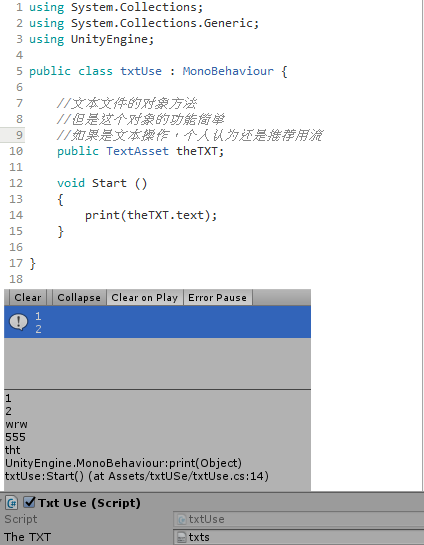 1 using System.Collections;
2 using System.Collections.Generic;
3 using UnityEngine;
4
5 public class txtUse : MonoBehaviour {
6
7 //文本文件的对象方法
8 //但是这个对象的功能简单
9 //如果是文本操作，个人认为还是推荐用流
10 public TextAsset theTXT;
11
12 void Start ()
13 {
14 print(theTXT.text);
15 }
16
17 }
18
Clear Collapse Clear on Play Error Pause
1
2
1
2
wrw
555
tht
UnityEngine.MonoBehaviour:print(Object)
txtUse:Start() (at Assets/txtUSe/txtUse.cs:14)
Txt Use (Script)
Script txtUse
The TXT txts